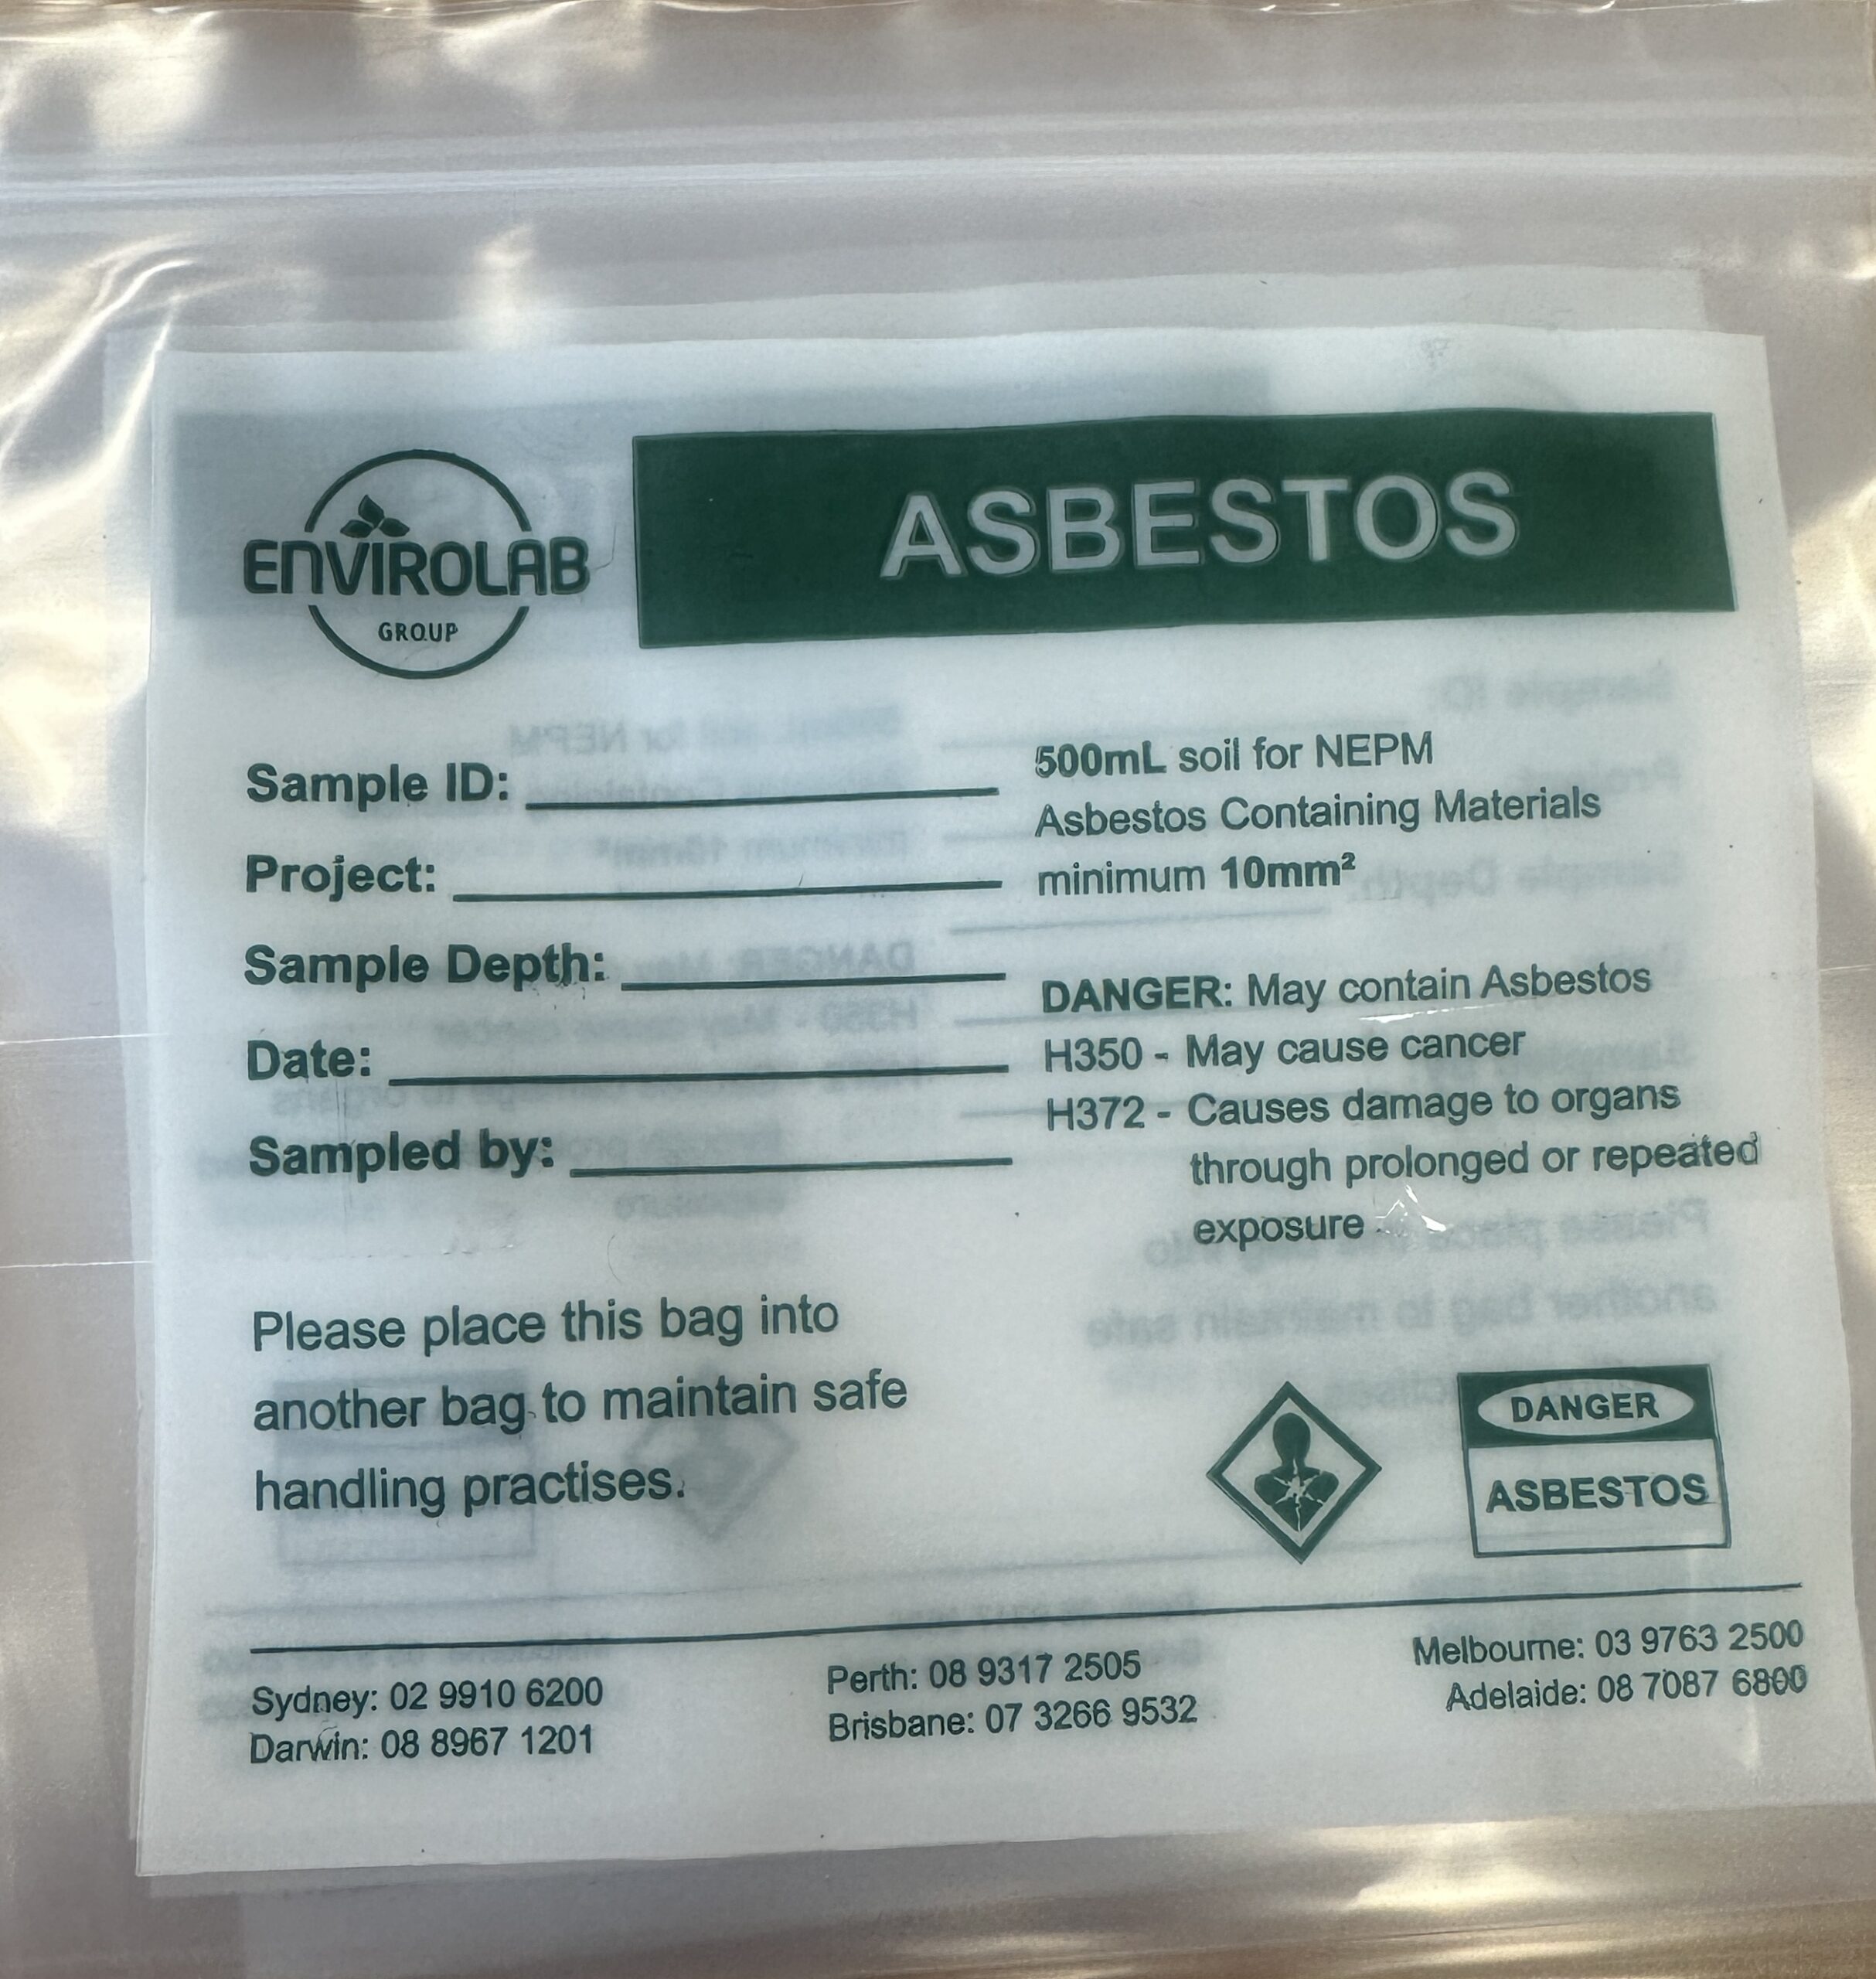 ENVIROLAB
GROUP
ASBESTOS
Sample ID:
Project:
Sample Depth:
Date:
Sampled by:
500mL soil for NEPM
Asbestos Containing Materials
minimum 10mm²
DANGER: May contain Asbestos
H350 - May cause cancer
H372 - Causes damage to organs
through prolonged or repeated
exposure
Please place this bag into
another bag to maintain safe
handling practises.
DANGER
ASBESTOS
Sydney: 02 9910 6200
Darwin: 08 8967 1201
Perth: 08 9317 2505
Brisbane: 07 3266 9532
Melbourne: 03 9763 2500
Adelaide: 08 7087 6800